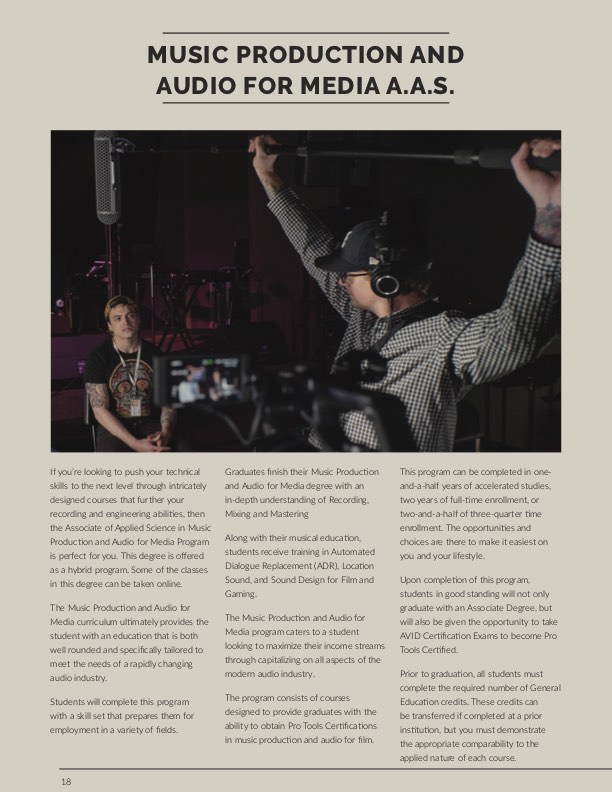 MUSIC PRODUCTION AND
AUDIO FOR MEDIA A.A.S.
If you're looking to push your technical
skills to the next level through intricately
designed courses that further your
recording and engineering abilities, then
the Associate of Applied Science in Music
Production and Audio for Media Program
is perfect for you. This degree is offered
as a hybrid program. Some of the classes
in this degree can be taken online.
The Music Production and Audio for
Media curriculum ultimately provides the
student with an education that is both
well rounded and specifically tailored to
meet the needs of a rapidly changing
audio industry.
Students will complete this program
with a skill set that prepares them for
employment in a variety of fields.
Graduates finish their Music Production
and Audio for Media degree with an
in-depth understanding of Recording,
Mixing and Mastering
Along with their musical education,
students receive training in Automated
Dialogue Replacement (ADR), Location
Sound, and Sound Design for Film and
Gaming.
The Music Production and Audio for
Media program caters to a student
looking to maximize their income streams
through capitalizing on all aspects of the
modern audio industry.
The program consists of courses
designed to provide graduates with the
ability to obtain Pro Tools Certifications
in music production and audio for film.
This program can be completed in one-
and-a-half years of accelerated studies,
two years of full-time enrollment, or
two-and-a-half of three-quarter time
enrollment. The opportunities and
choices are there to make it easiest on
you and your lifestyle.
Upon completion of this program,
students in good standing will not only
graduate with an Associate Degree, but
will also be given the opportunity to take
AVID Certification Exams to become Pro
Tools Certified.
Prior to graduation, all students must
complete the required number of General
Education credits. These credits can
be transferred if completed at a prior
institution, but you must demonstrate
the appropriate comparability to the
applied nature of each course.
18